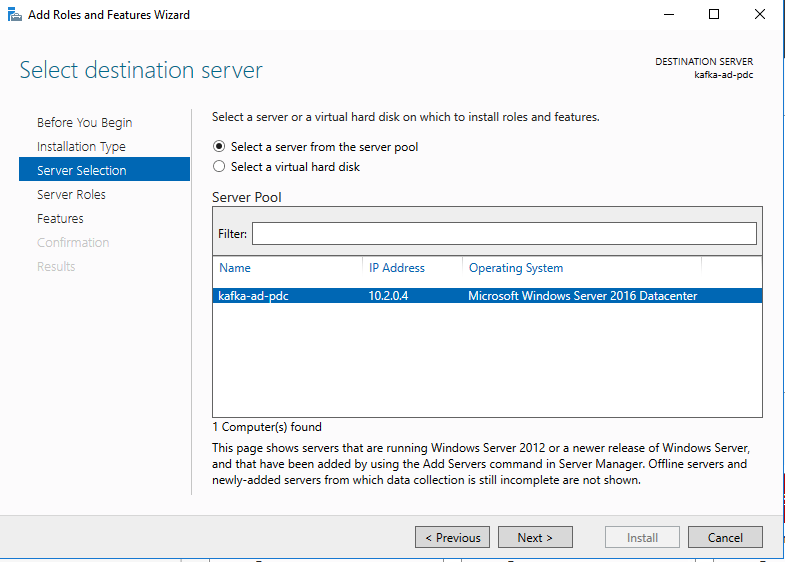 Add Roles and Features Wizard
Select destination server
DESTINATION SERVER
kafka-ad-pdc
Before You Begin
Installation Type
Server Selection
Server Roles
Features
Confirmation
Results
Select a server or a virtual hard disk on which to install roles and features.
Select a server from the server pool
Select a virtual hard disk
Server Pool
Filter:
Name IP Address Operating System
kafka-ad-pdc 10.2.0.4 Microsoft Windows Server 2016 Datacenter
1 Computer(s) found
This page shows servers that are running Windows Server 2012 or a newer release of Windows Server,
and that have been added by using the Add Servers command in Server Manager. Offline servers and
newly-added servers from which data collection is still incomplete are not shown.
< Previous Next > Install Cancel